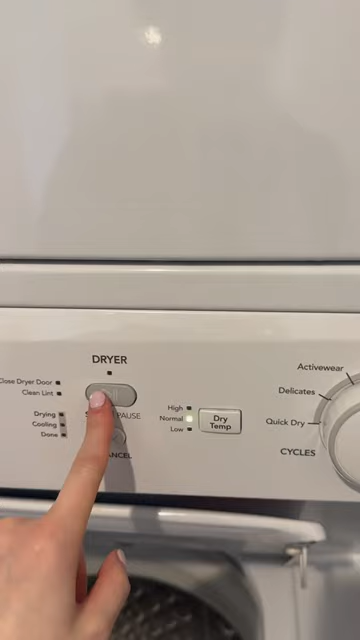 DRYER
Close Dryer Door
Clean Lint
Drying
Cooling
Done
PAUSE
High
Normal
Low
Dry
Temp
Activewear
Delicates
Quick Dry
CYCLES